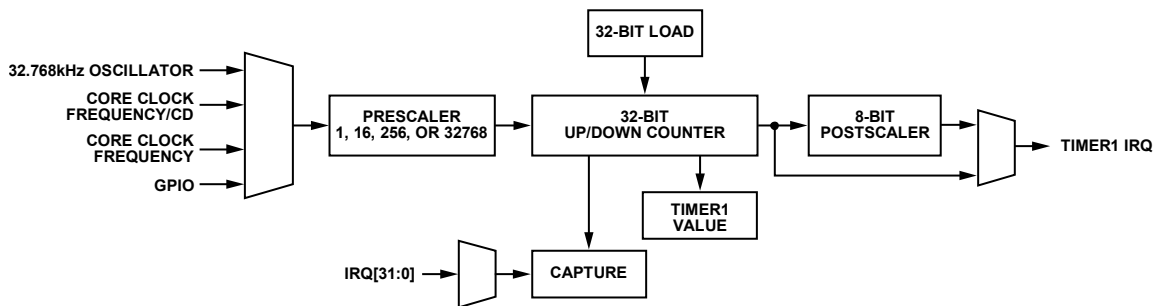 32-BIT LOAD
32.768kHz OSCILLATOR
CORE CLOCK
FREQUENCY/CD
CORE CLOCK
FREQUENCY
GPIO
PRESCALER
1, 16, 256, OR 32768
32-BIT
UP/DOWN COUNTER
8-BIT
POSTSCALER
TIMER1 IRQ
TIMER1
VALUE
IRQ[31:0]
CAPTURE